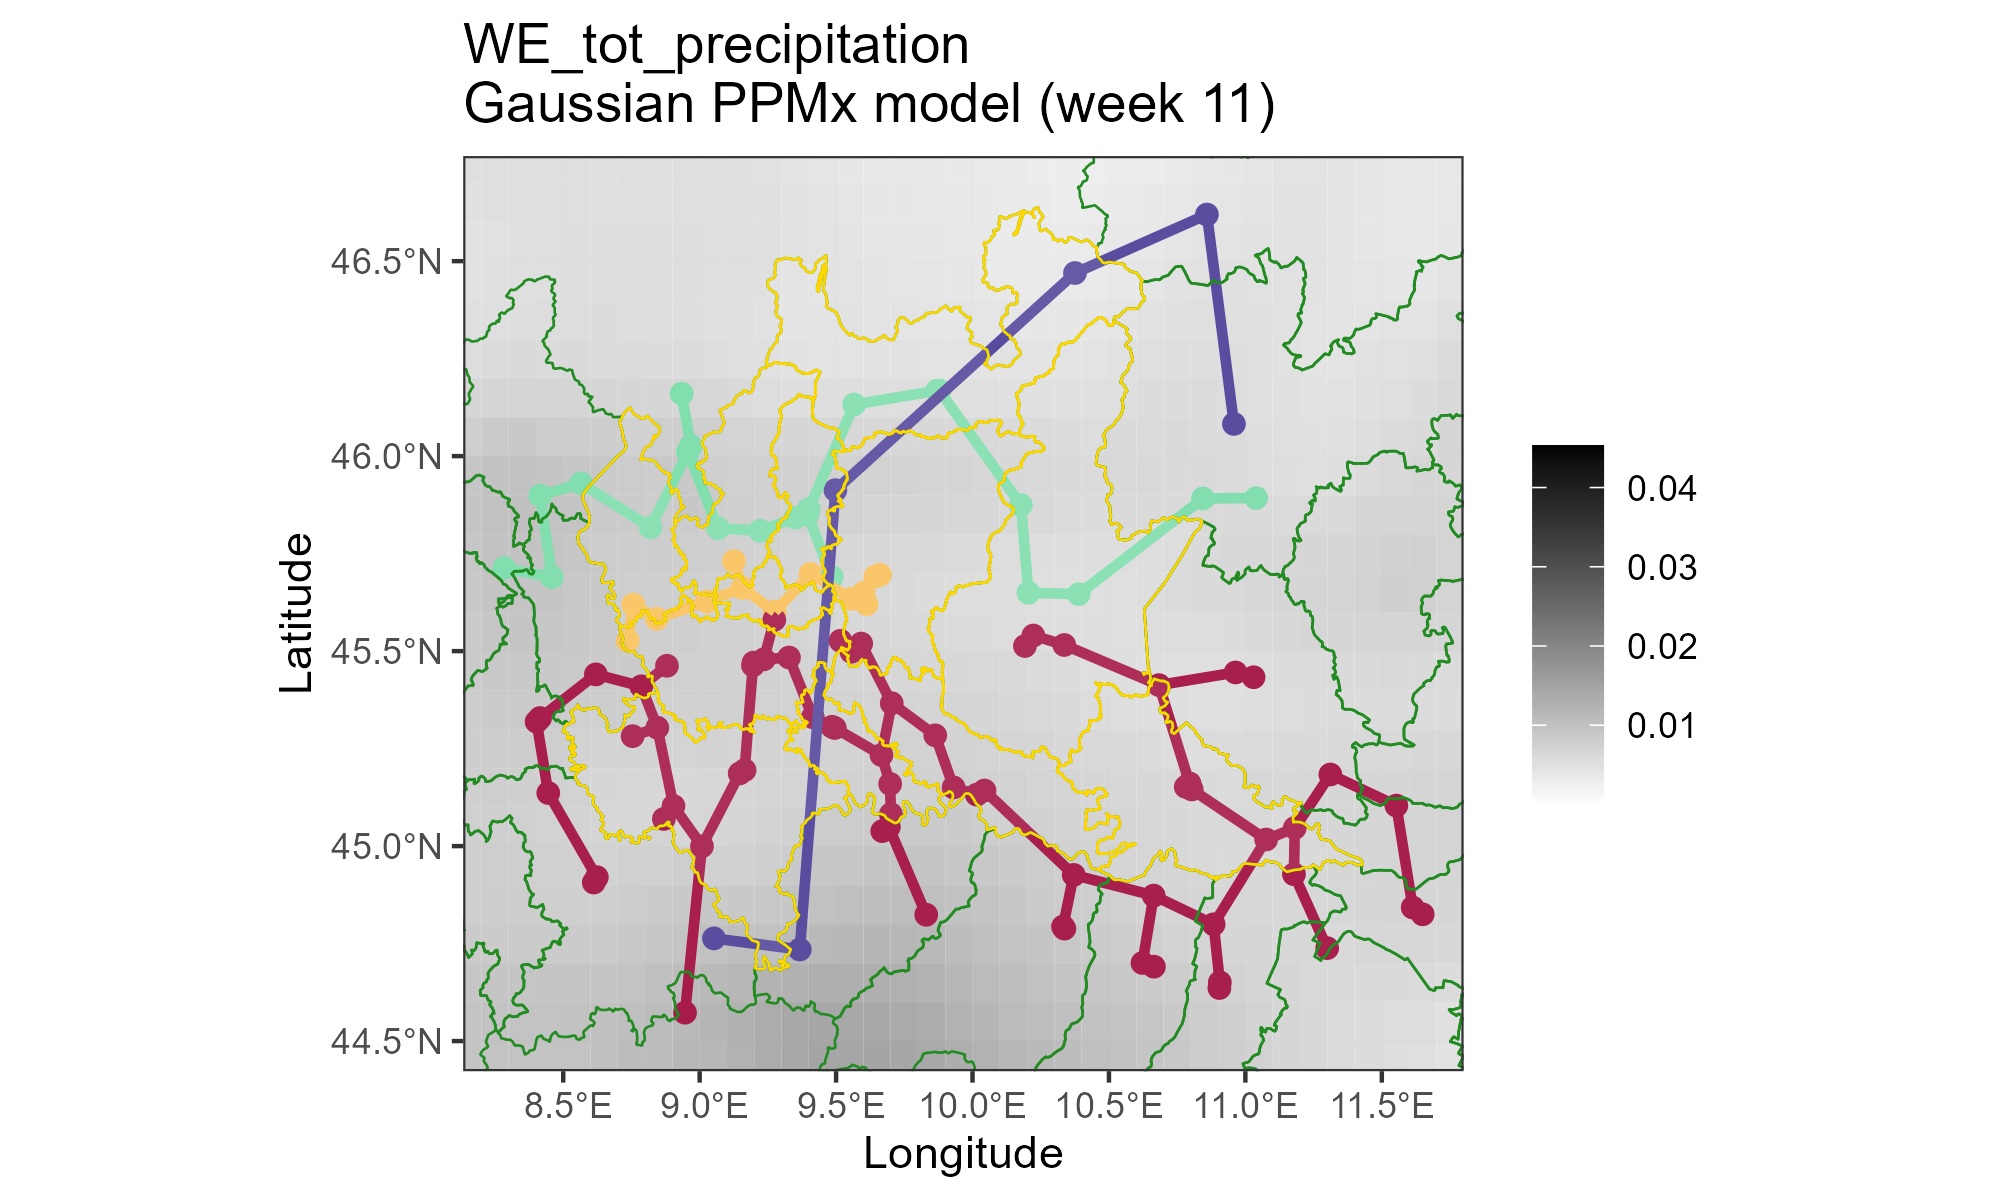 WE_tot_precipitation
Gaussian PPMx model (week 11)
46.5°N
46.0°N
45.5°N
45.0°N
44.5°N
Latitude
8.5°E 9.0°E 9.5°E 10.0°E 10.5°E 11.0°E 11.5°E
Longitude
0.04
0.03
0.02
0.01